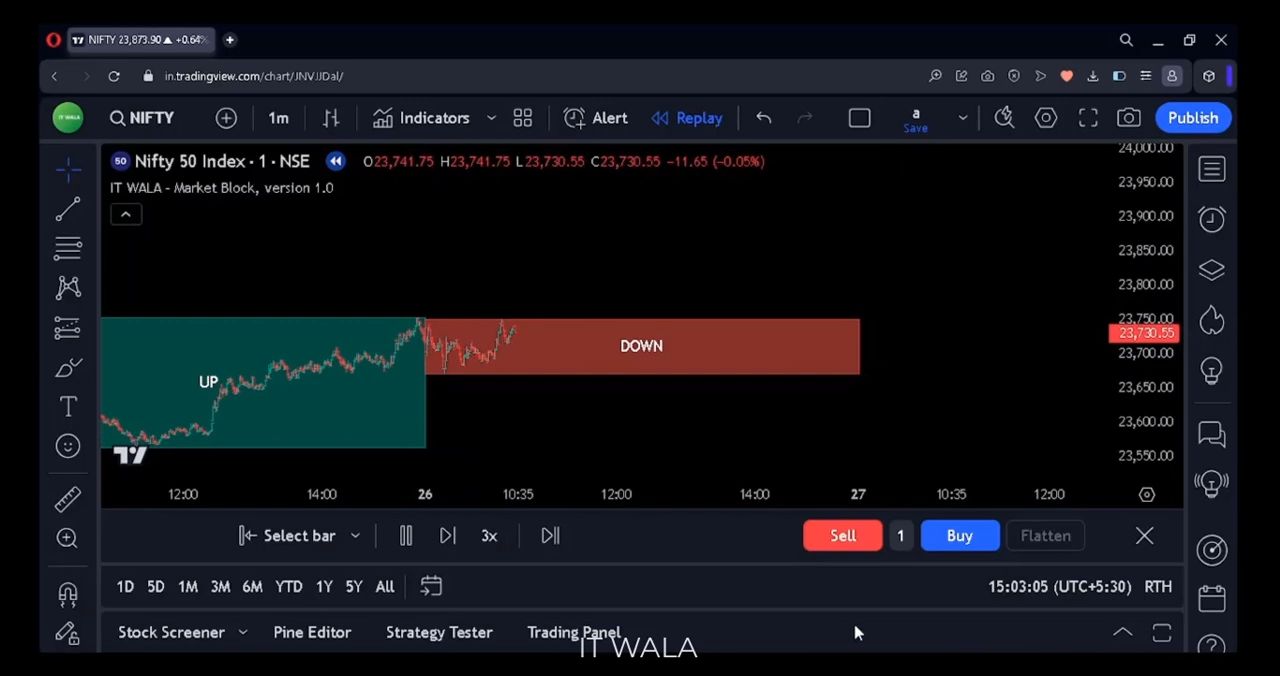 NIFTY 23,873.90 ▲ +0.64%
in.tradingview.com/chart/JNVJJDal/
IT WALA NIFTY 1m Indicators Alert Replay a Save Publish
50 Nifty 50 Index · 1 · NSE O23,741.75 H23,741.75 L23,730.55 C23,730.55 −11.65 (−0.05%)
IT WALA - Market Block, version 1.0
24,000.00
23,950.00
23,900.00
23,850.00
23,800.00
23,750.00
23,730.55
23,700.00
23,650.00
23,600.00
23,550.00
DOWN
UP
12:00 14:00 26 10:35 12:00 14:00 27 10:35 12:00
Select bar 3x Sell 1 Buy Flatten
1D 5D 1M 3M 6M YTD 1Y 5Y All 15:03:05 (UTC+5:30) RTH
Stock Screener Pine Editor Strategy Tester Trading Panel
IT WALA